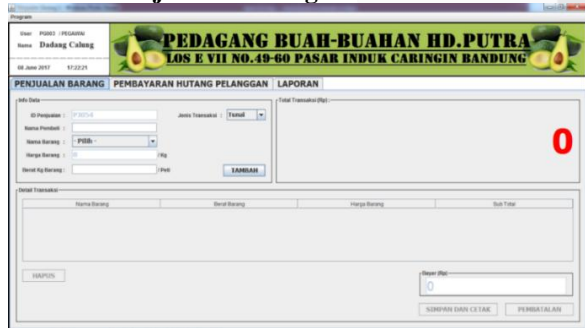 Program
User PG003 : PEGAWAI
Nama Dadang Calung
08 June 2017 17:22:21
PEDAGANG BUAH-BUAHAN HD.PUTRA
LOS E VII NO.49-60 PASAR INDUK CARINGIN BANDUNG
PENJUALAN BARANG PEMBAYARAN HUTANG PELANGGAN LAPORAN
Info Data
Total Transaksi (Rp)
ID Penjualan :
Jenis Transaksi : Tunai
Nama Pembeli :
Nama Barang : - Pilih -
Harga Barang : 0 / Kg
Berat Kg Barang : / Peti TAMBAH
0
Detail Transaksi
Nama Barang Berat Barang Harga Barang Sub Total
HAPUS
Bayar (Rp)
0
SIMPAN DAN CETAK PEMBATALAN